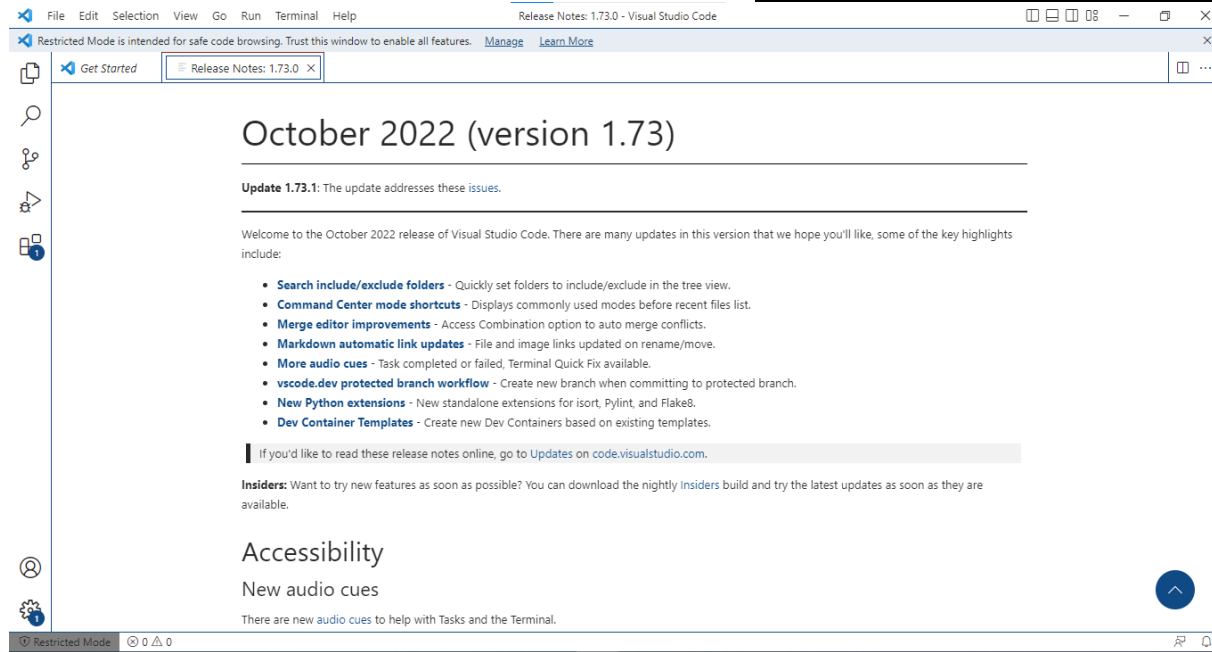 File Edit Selection View Go Run Terminal Help Release Notes: 1.73.0 - Visual Studio Code
Restricted Mode is intended for safe code browsing. Trust this window to enable all features. Manage Learn More
Get Started Release Notes: 1.73.0
October 2022 (version 1.73)
Update 1.73.1: The update addresses these issues.
Welcome to the October 2022 release of Visual Studio Code. There are many updates in this version that we hope you'll like, some of the key highlights
include:
• Search include/exclude folders - Quickly set folders to include/exclude in the tree view.
• Command Center mode shortcuts - Displays commonly used modes before recent files list.
• Merge editor improvements - Access Combination option to auto merge conflicts.
• Markdown automatic link updates - File and image links updated on rename/move.
• More audio cues - Task completed or failed, Terminal Quick Fix available.
• vscode.dev protected branch workflow - Create new branch when committing to protected branch.
• New Python extensions - New standalone extensions for isort, Pylint, and Flake8.
• Dev Container Templates - Create new Dev Containers based on existing templates.
If you'd like to read these release notes online, go to Updates on code.visualstudio.com.
Insiders: Want to try new features as soon as possible? You can download the nightly Insiders build and try the latest updates as soon as they are
available.
Accessibility
New audio cues
There are new audio cues to help with Tasks and the Terminal.
1
1
Restricted Mode 0 0